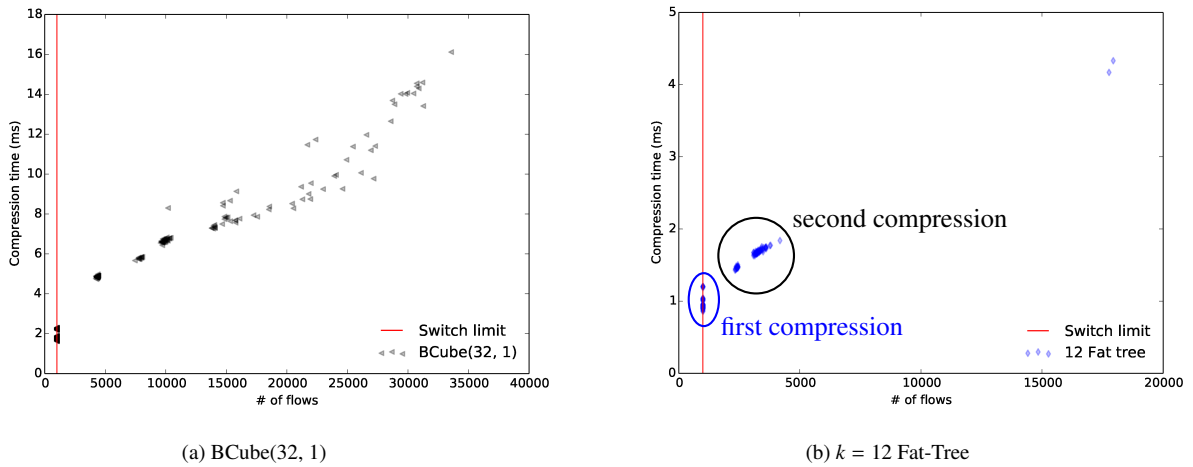 18
16
14
12
10
8
6
4
2
0
Compression time (ms)
0 5000 10000 15000 20000 25000 30000 35000 40000
# of flows
Switch limit
BCube(32, 1)
(a) BCube(32, 1)
5
4
3
2
1
0
Compression time (ms)
second compression
first compression
0 5000 10000 15000 20000
# of flows
Switch limit
12 Fat tree
(b) k = 12 Fat-Tree